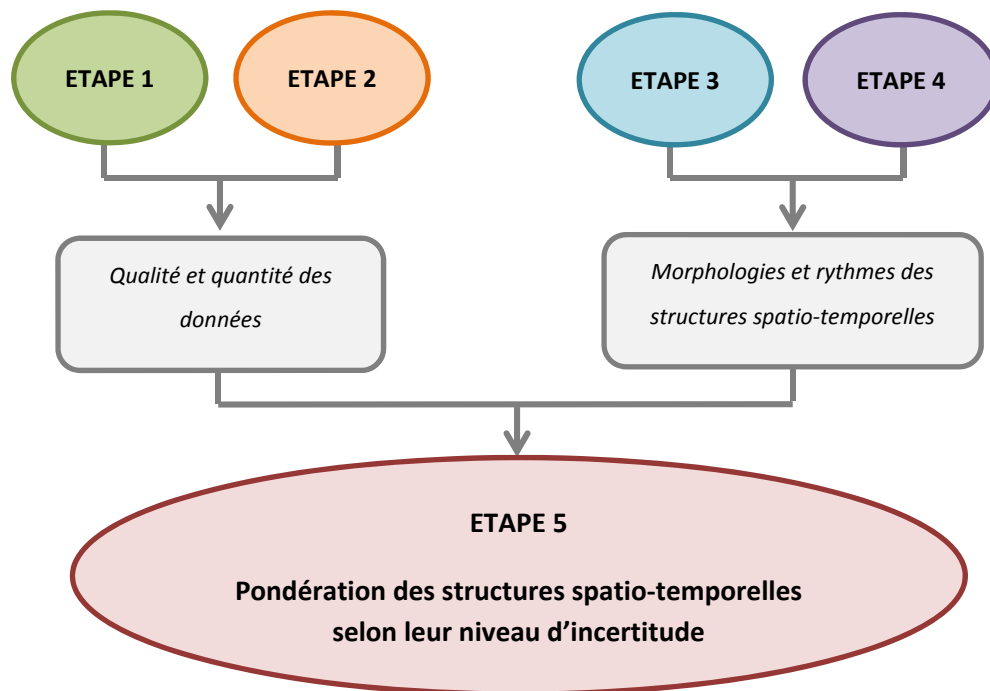 ETAPE 1
ETAPE 2
ETAPE 3
ETAPE 4
Qualité et quantité des
données
Morphologies et rythmes des
structures spatio-temporelles
ETAPE 5
Pondération des structures spatio-temporelles
selon leur niveau d’incertitude